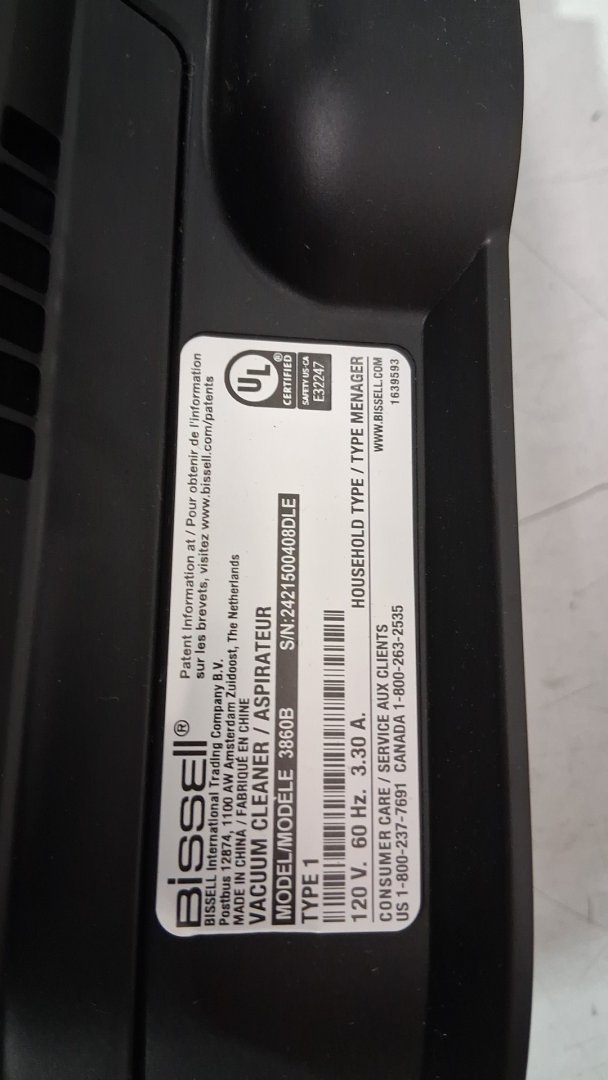 Bissell®
Patent Information at / Pour obtenir de l'information
sur les brevets, visitez www.bissell.com/patents
BISSELL International Trading Company B.V.
Postbus 12874, 1100 AW Amsterdam Zuidoost, The Netherlands
MADE IN CHINA / FABRIQUÉ EN CHINE
VACUUM CLEANER / ASPIRATEUR
UL ®
CERTIFIED
SAFETY US-CA
E32247
MODEL/MODÈLE 3860B S/N:2421500408DLE
TYPE 1
120 V. 60 Hz. 3.30 A. HOUSEHOLD TYPE / TYPE MENAGER
CONSUMER CARE / SERVICE AUX CLIENTS WWW.BISSELL.COM
US 1-800-237-7691 CANADA 1-800-263-2535 1639593